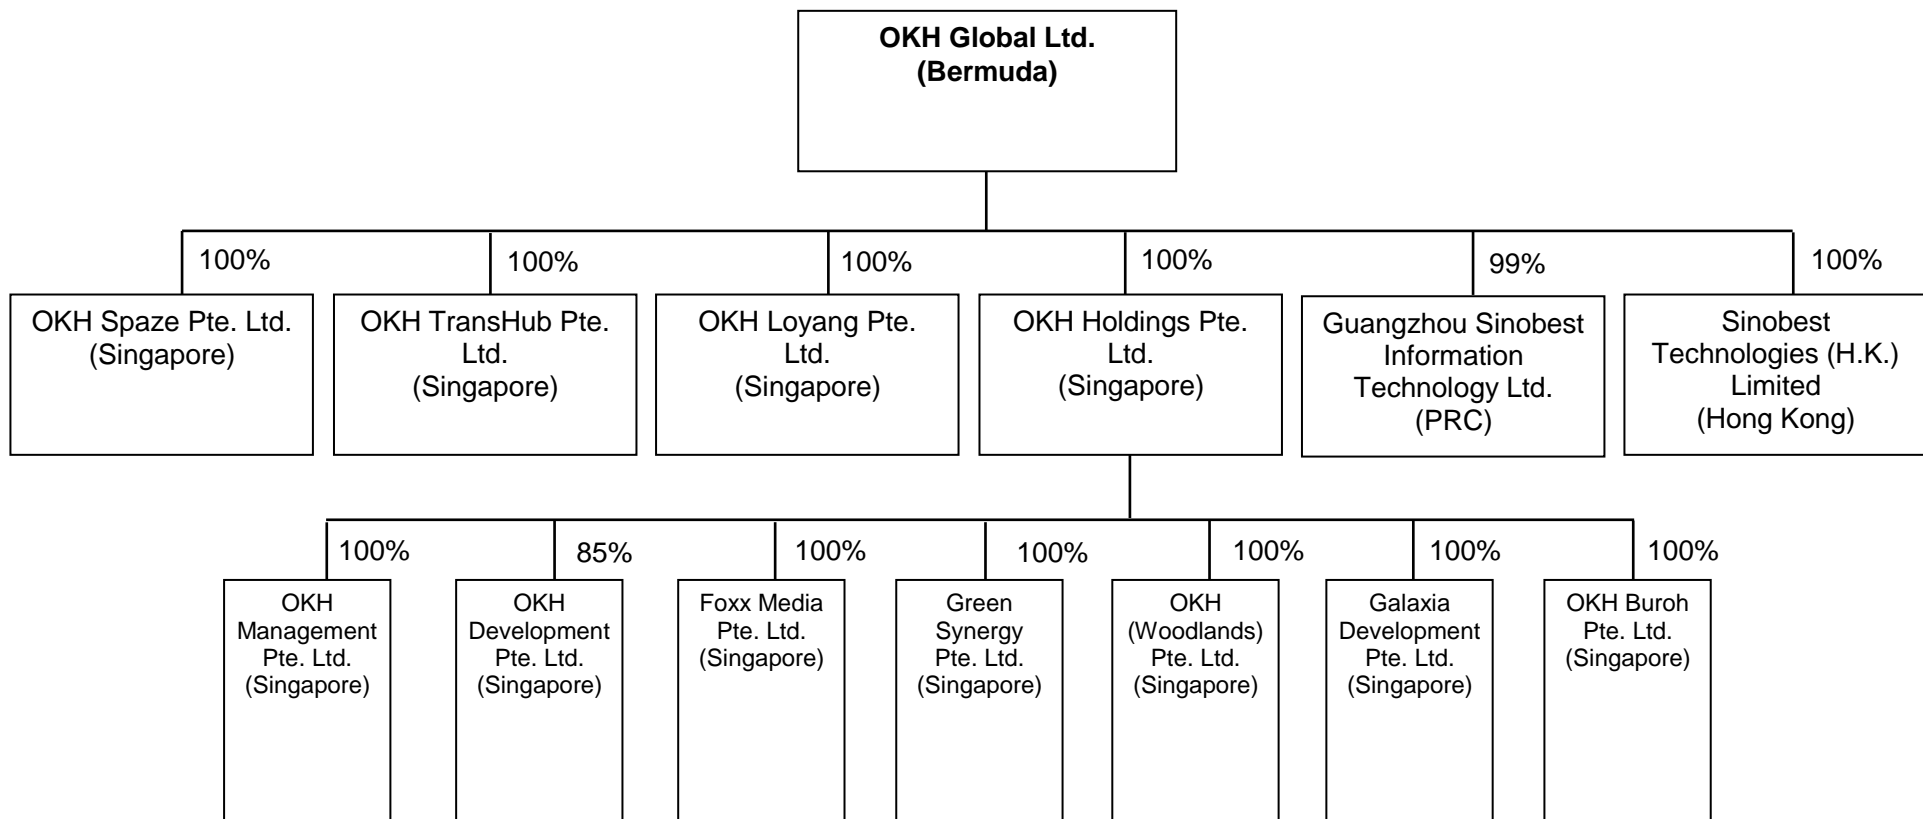 OKH Global Ltd.
(Bermuda)
100%
100%
100%
100%
99%
100%
OKH Spaze Pte. Ltd.
(Singapore)
OKH TransHub Pte.
Ltd.
(Singapore)
OKH Loyang Pte.
Ltd.
(Singapore)
OKH Holdings Pte.
Ltd.
(Singapore)
Guangzhou Sinobest
Information
Technology Ltd.
(PRC)
Sinobest
Technologies (H.K.)
Limited
(Hong Kong)
100%
85%
100%
100%
100%
100%
100%
OKH
Management
Pte. Ltd.
(Singapore)
OKH
Development
Pte. Ltd.
(Singapore)
Foxx Media
Pte. Ltd.
(Singapore)
Green
Synergy
Pte. Ltd.
(Singapore)
OKH
(Woodlands)
Pte. Ltd.
(Singapore)
Galaxia
Development
Pte. Ltd.
(Singapore)
OKH Buroh
Pte. Ltd.
(Singapore)